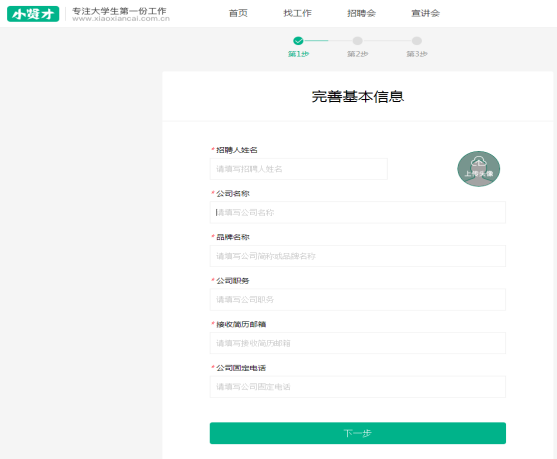 小贤才
专注大学生第一份工作
www.xiaoxiancai.com.cn
首页 找工作 招聘会 宣讲会
第1步 第2步 第3步
完善基本信息
* 招聘人姓名
请填写招聘人姓名
上传头像
* 公司名称
请填写公司名称
* 品牌名称
请填写公司简称或品牌名称
* 公司职务
请填写公司职务
* 接收简历邮箱
请填写接收简历邮箱
* 公司固定电话
请填写公司固定电话
下一步